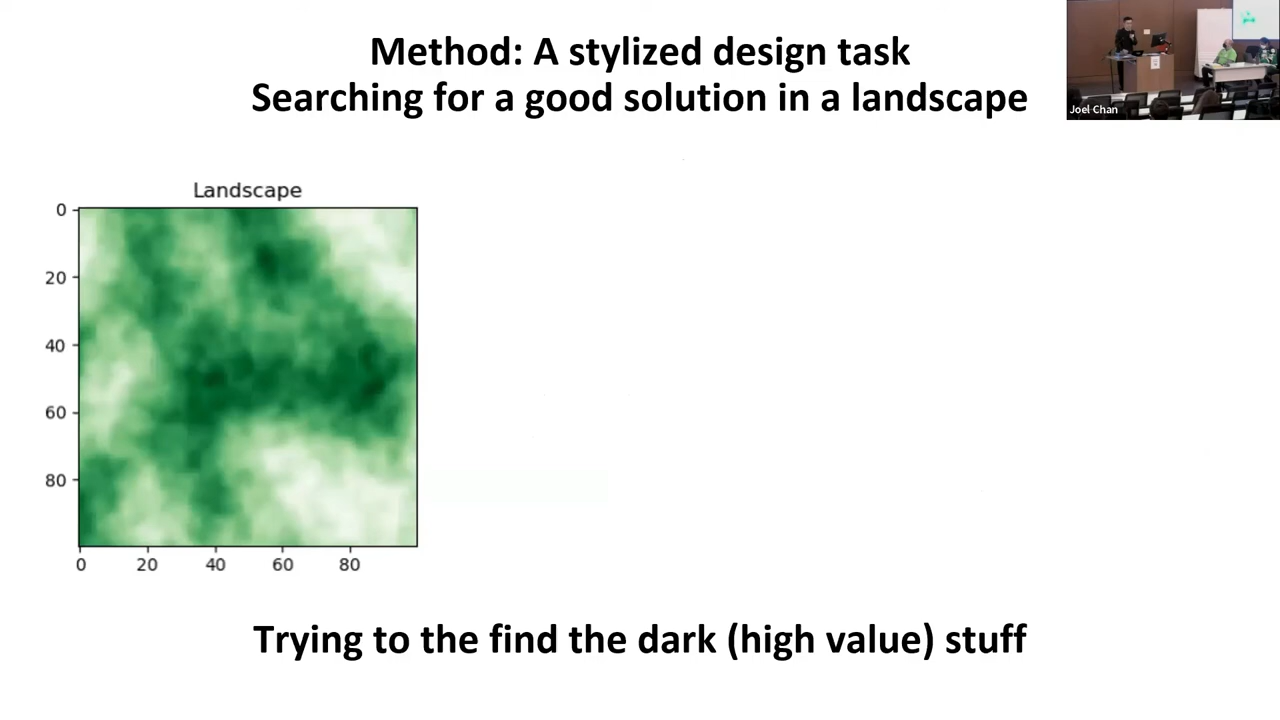 Method: A stylized design task
Searching for a good solution in a landscape
Joel Chan
Landscape
0
20
40
60
80
0 20 40 60 80
Trying to the find the dark (high value) stuff